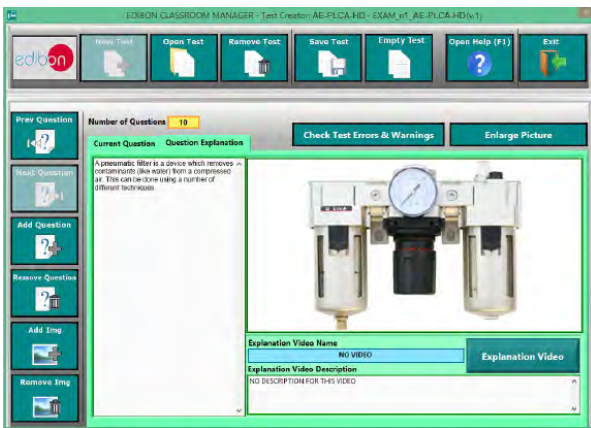 EDIBON CLASSROOM MANAGER - Test Creator: AE-PLCA-HD - EXAM_n1_AE-PLCA-HD(v.1)
edibon
New Test
Open Test
Remove Test
Save Test
Empty Test
Open Help (F1)
Exit
Prev Question
Next Question
Add Question
Remove Question
Add Img
Remove Img
Number of Questions 10
Current Question Question Explanation
Check Test Errors & Warnings
Enlarge Picture
A pneumatic filter is a device which removes
contaminants (like water) from a compressed
air. This can be done using a number of
different techniques.
Explanation Video Name
NO VIDEO
Explanation Video
Explanation Video Description
NO DESCRIPTION FOR THIS VIDEO